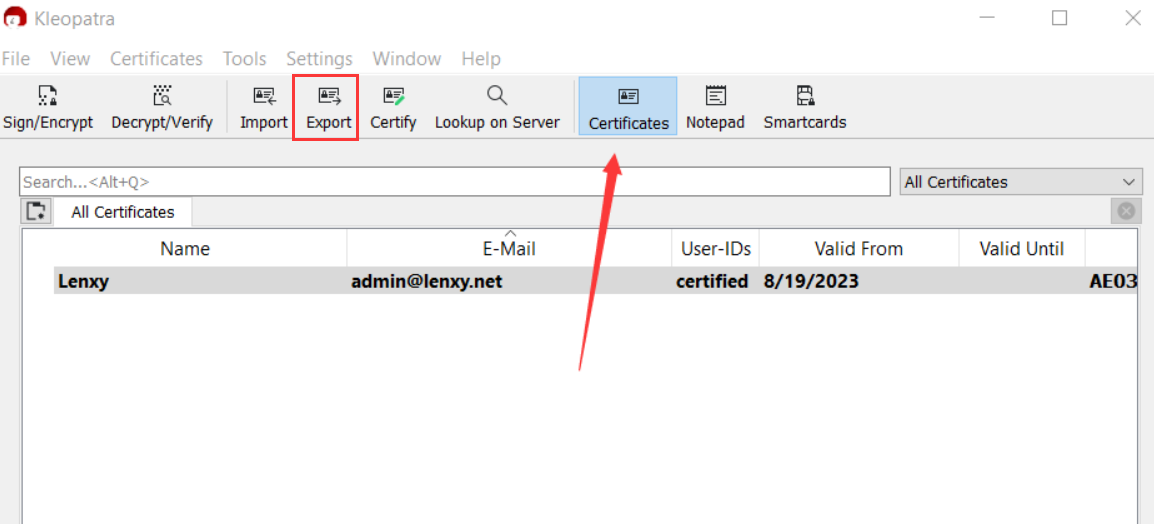 Kleopatra
File View Certificates Tools Settings Window Help
Sign/Encrypt Decrypt/Verify Import Export Certify Lookup on Server Certificates Notepad Smartcards
Search...<Alt+Q> All Certificates
All Certificates
Name E-Mail User-IDs Valid From Valid Until
Lenxy admin@lenxy.net certified 8/19/2023 AE03